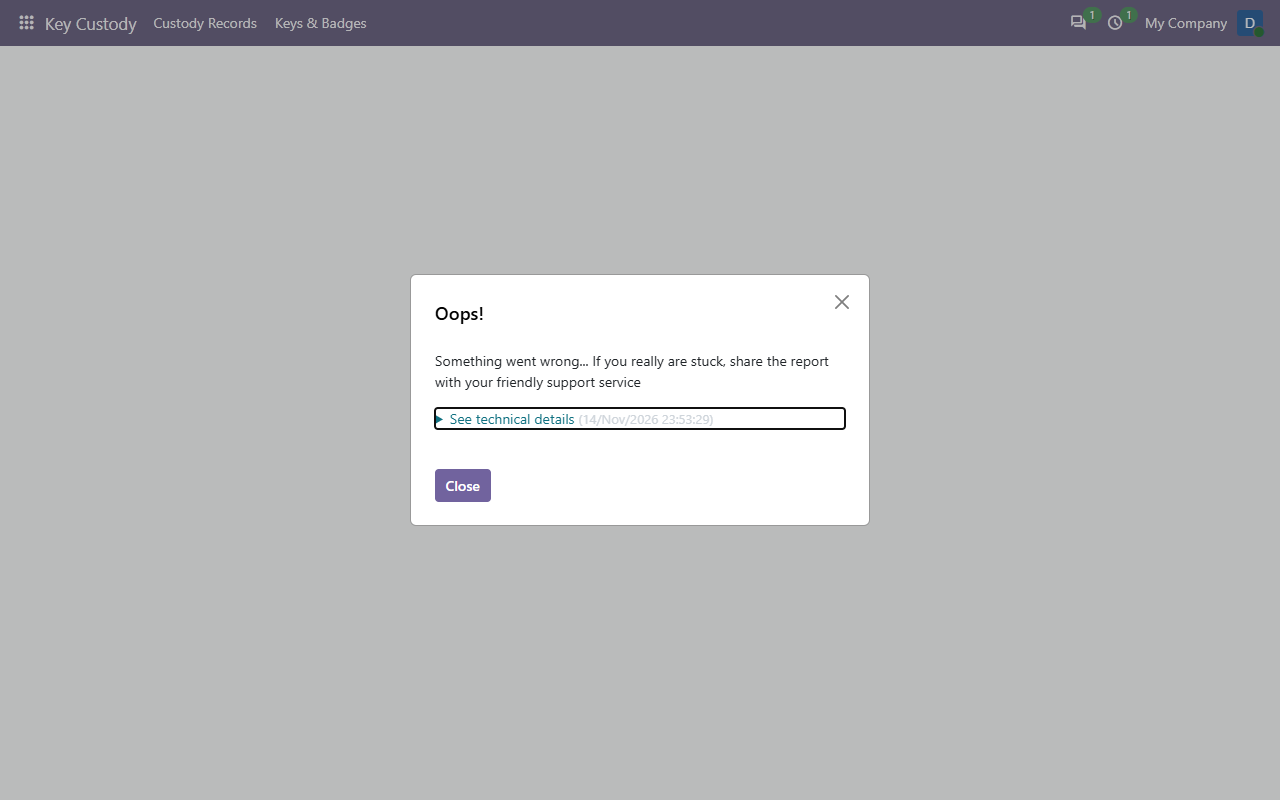 Key Custody Custody Records Keys & Badges 1 1 My Company D
Oops!
Something went wrong... If you really are stuck, share the report
with your friendly support service
See technical details (14/Nov/2026 23:53:29)
Close